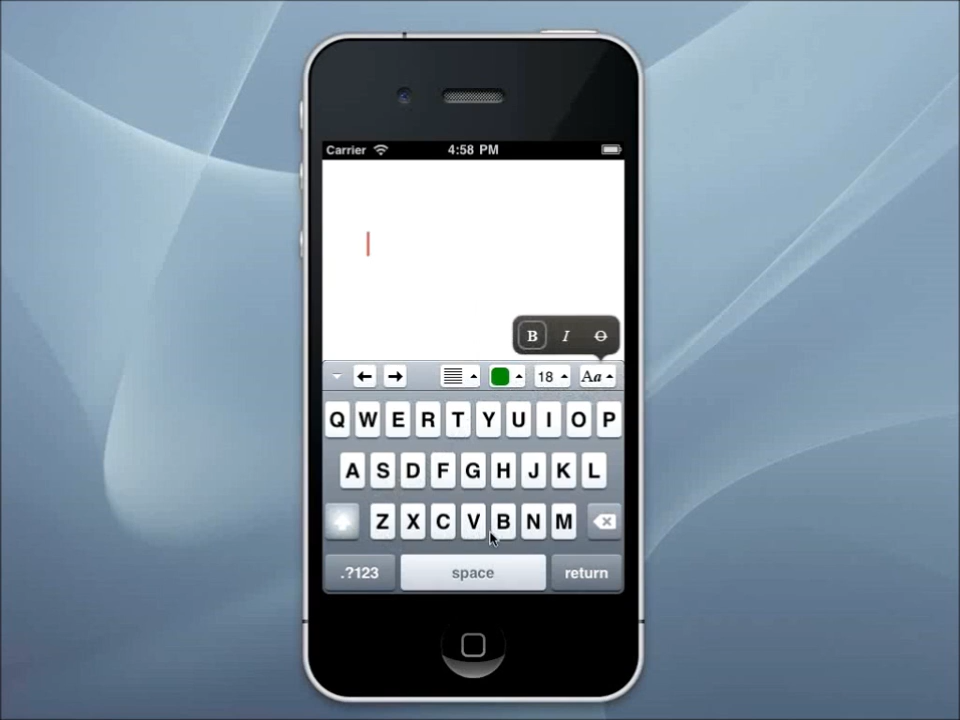 Carrier 4:58 PM
B I O
18 Aa
Q W E R T Y U I O P
A S D F G H J K L
Z X C V B N M
.?123 space return